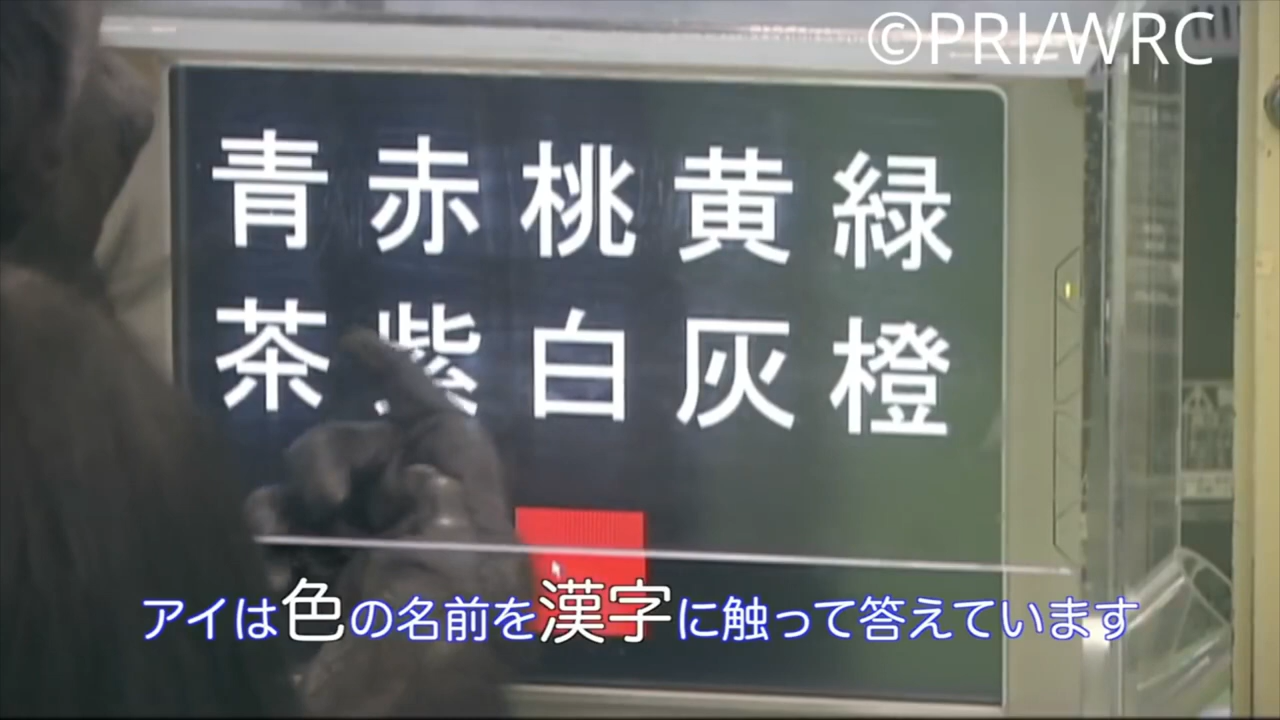 ©PRI/WRC
青 赤 桃 黄 緑
茶 紫 白 灰 橙
アイは色の名前を漢字に触って答えています